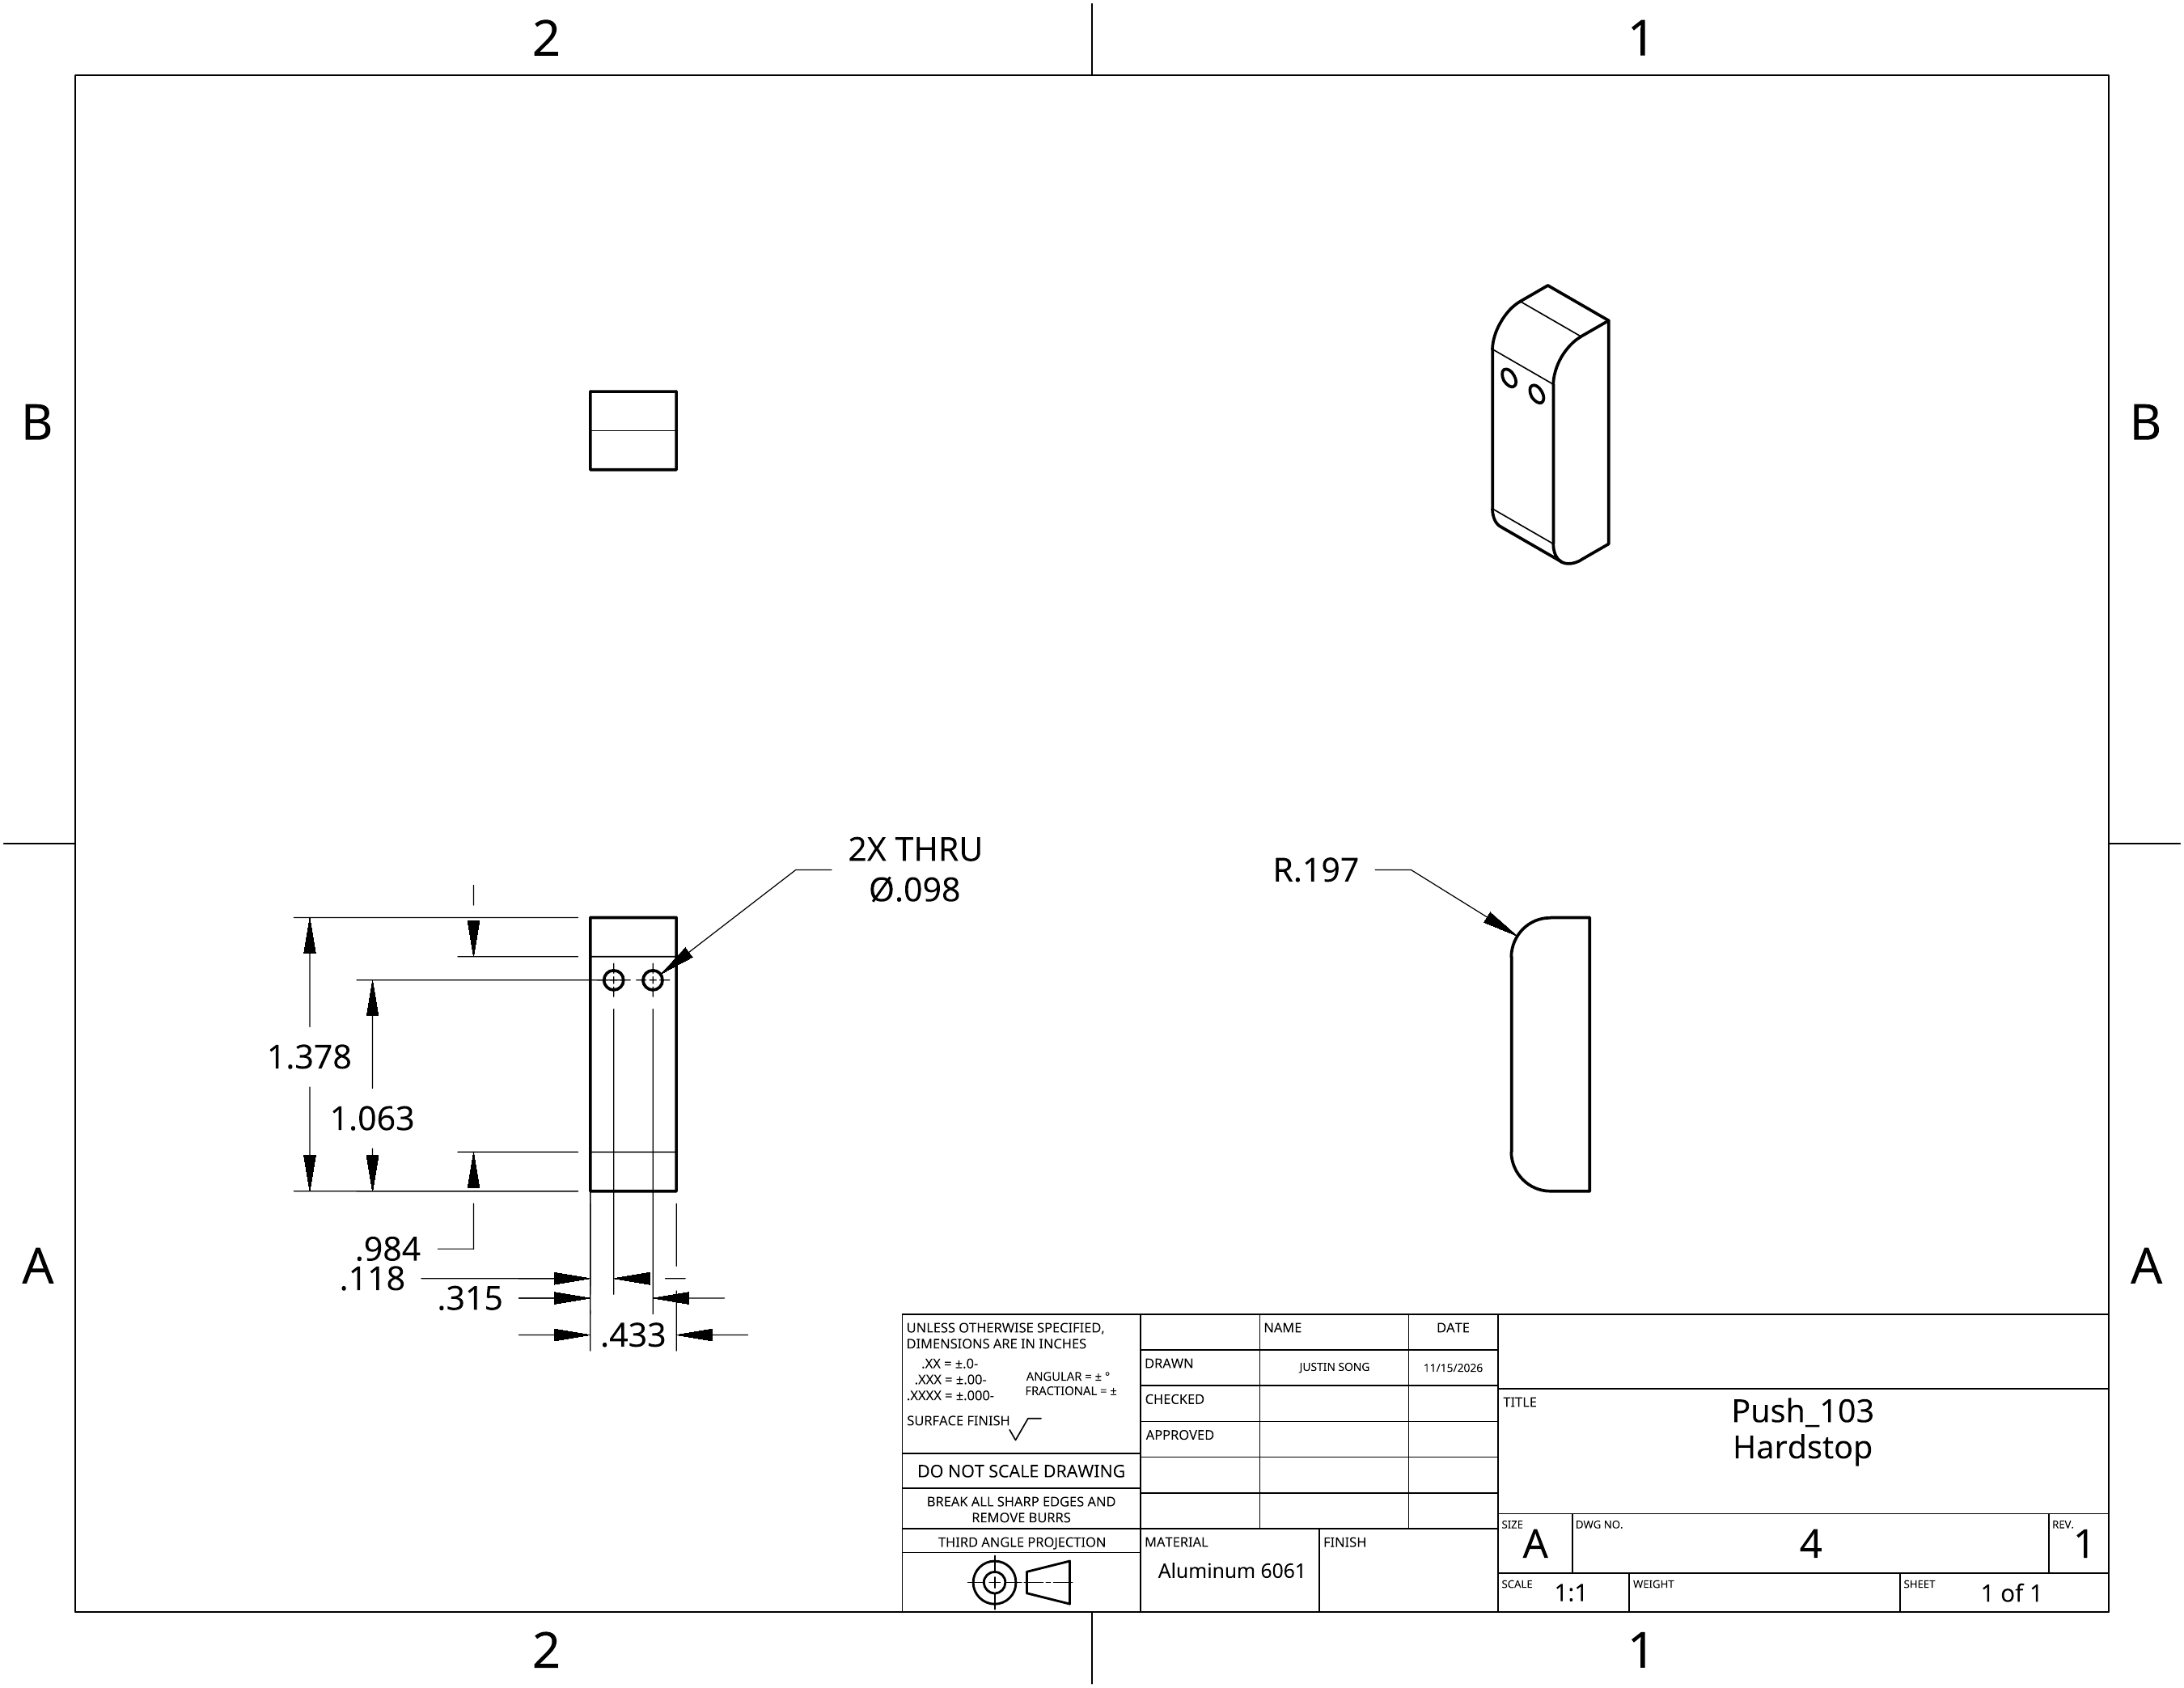 2
1
B
B
2X THRU
Ø.098
R.197
1.378
1.063
.984
.118
.315
.433
A
A
UNLESS OTHERWISE SPECIFIED,
DIMENSIONS ARE IN INCHES
.XX = ±.0-
.XXX = ±.00-
.XXXX = ±.000-
ANGULAR = ± °
FRACTIONAL = ±
SURFACE FINISH
DO NOT SCALE DRAWING
BREAK ALL SHARP EDGES AND
REMOVE BURRS
THIRD ANGLE PROJECTION
NAME
DATE
DRAWN
JUSTIN SONG
11/15/2026
CHECKED
APPROVED
MATERIAL
Aluminum 6061
FINISH
TITLE
Push_103
Hardstop
SIZE
A
DWG NO.
4
REV.
1
SCALE
1:1
WEIGHT
SHEET
1 of 1
2
1